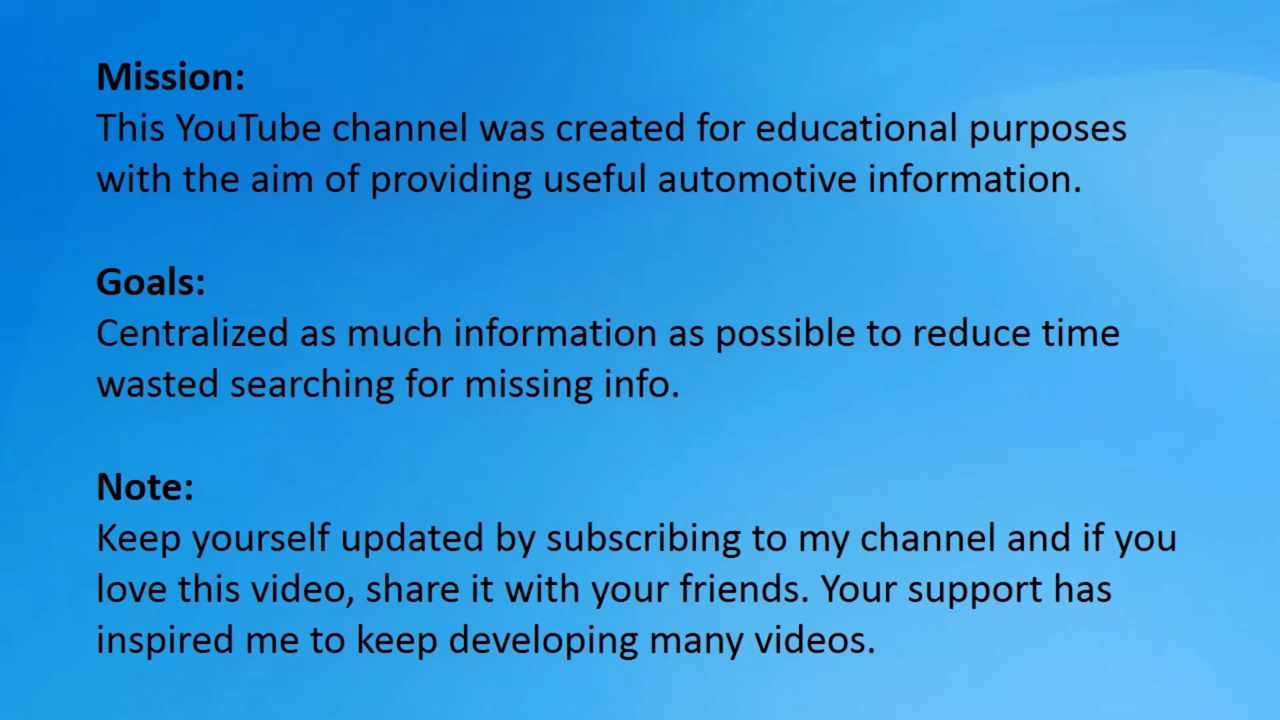 Mission:
This YouTube channel was created for educational purposes
with the aim of providing useful automotive information.
Goals:
Centralized as much information as possible to reduce time
wasted searching for missing info.
Note:
Keep yourself updated by subscribing to my channel and if you
love this video, share it with your friends. Your support has
inspired me to keep developing many videos.